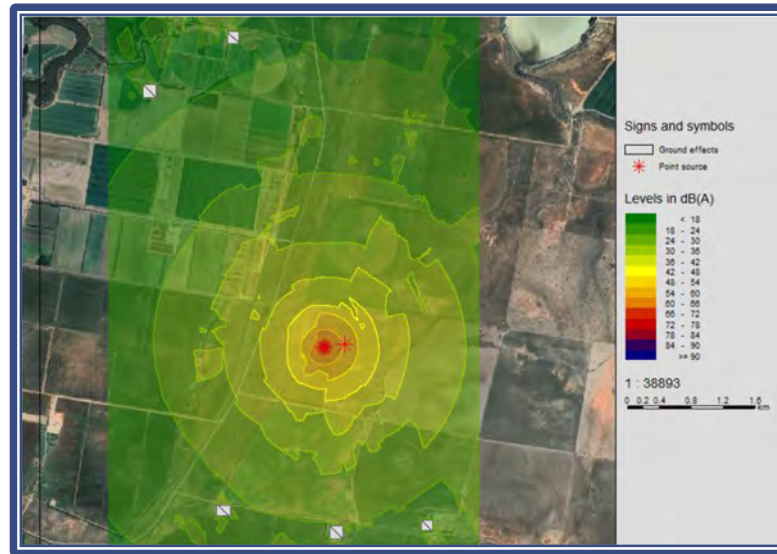 Signs and symbols
Ground effects
Point source
Levels in dB(A)
< 18
18 - 24
24 - 30
30 - 36
36 - 42
42 - 48
48 - 54
54 - 60
60 - 66
66 - 72
72 - 78
78 - 84
84 - 90
>= 90
1 : 38893
0 0.2 0.4 0.8 1.2 1.6
km